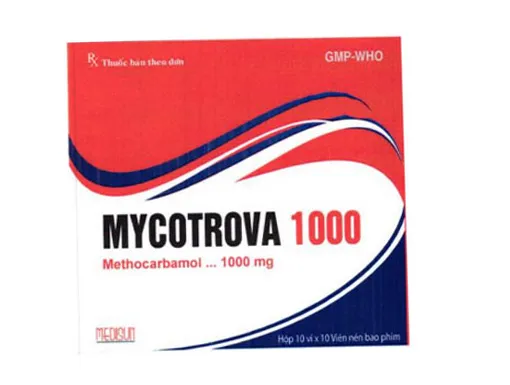 Rx Thuốc bán theo đơn
GMP-WHO
MYCOTROVA 1000
Methocarbamol ... 1000 mg
MEDISUN
Hộp 10 vỉ x 10 Viên nén bao phim